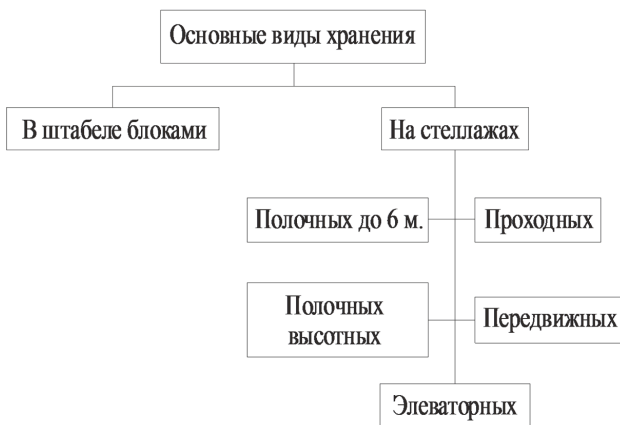 Основные виды хранения
В штабеле блоками
На стеллажах
Полочных до 6 м.
Проходных
Полочных
высотных
Передвижных
Элеваторных